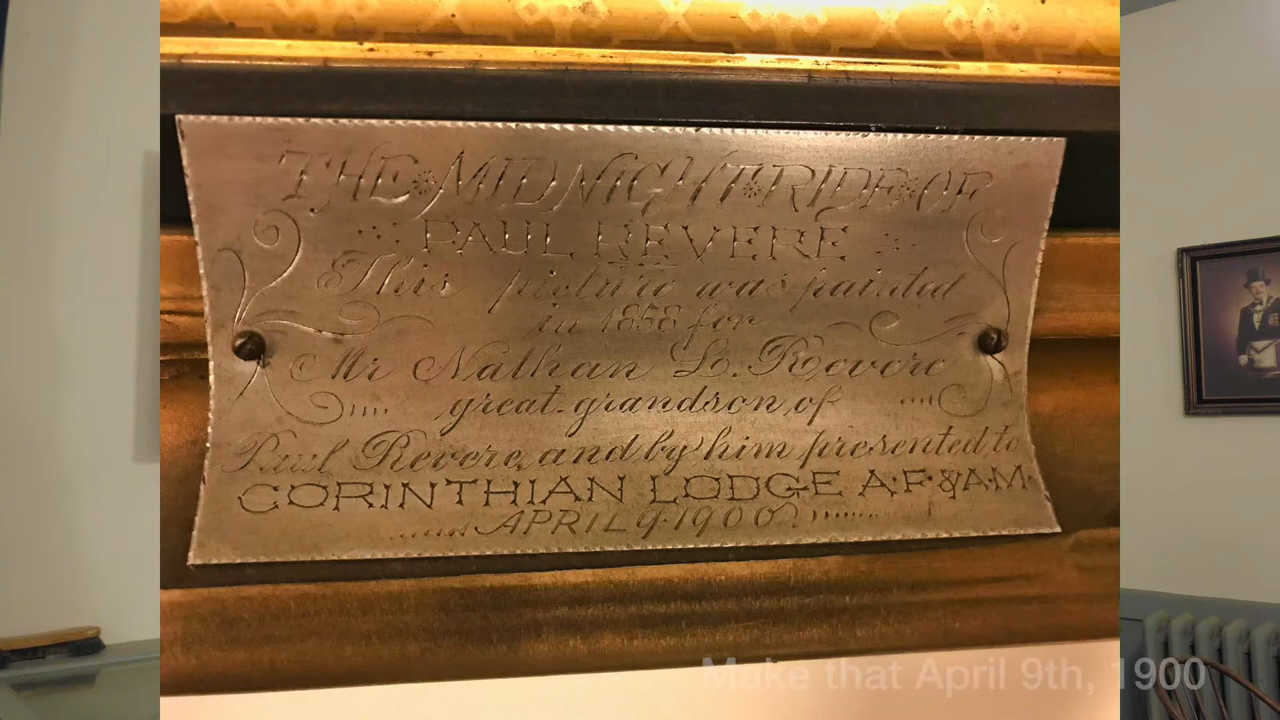 THE MIDNIGHT RIDE OF
PAUL REVERE
This picture was painted
in 1858 for
Mr Nathan L. Revere
great grandson of
Paul Revere, and by him presented to
CORINTHIAN LODGE A.F.&A.M.
APRIL 9. 1900.
Make that April 9th, 1900